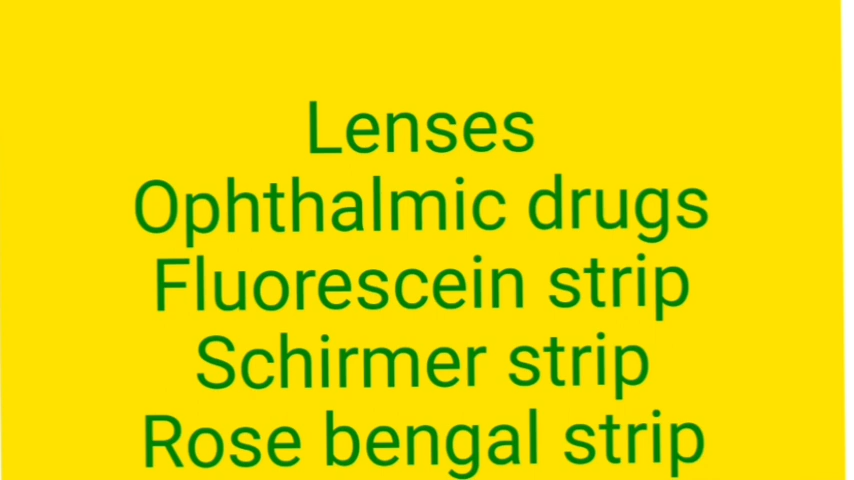 Lenses
Ophthalmic drugs
Fluorescein strip
Schirmer strip
Rose bengal strip